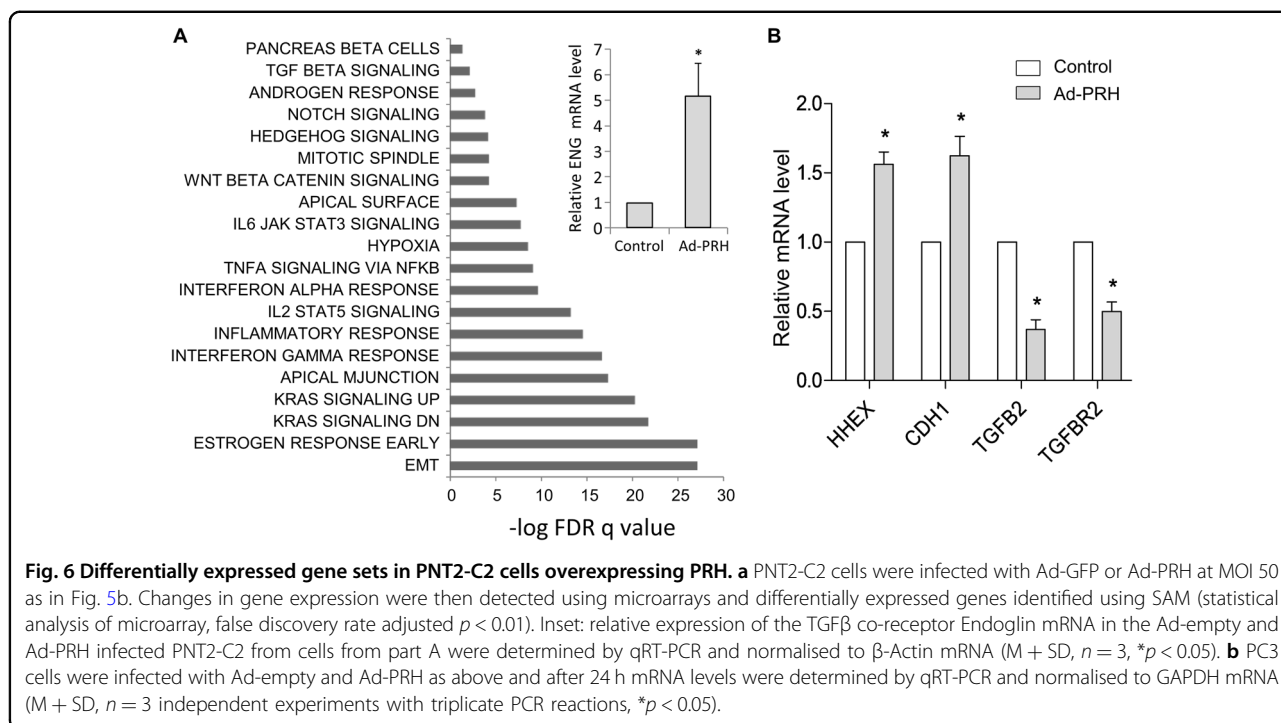 A
PANCREAS BETA CELLS
TGF BETA SIGNALING
ANDROGEN RESPONSE
NOTCH SIGNALING
HEDGEHOG SIGNALING
MITOTIC SPINDLE
WNT BETA CATENIN SIGNALING
APICAL SURFACE
IL6 JAK STAT3 SIGNALING
HYPOXIA
TNFA SIGNALING VIA NFKB
INTERFERON ALPHA RESPONSE
IL2 STAT5 SIGNALING
INFLAMMATORY RESPONSE
INTERFERON GAMMA RESPONSE
APICAL MJUNCTION
KRAS SIGNALING UP
KRAS SIGNALING DN
ESTROGEN RESPONSE EARLY
EMT
0 5 10 15 20 25 30
-log FDR q value
Relative ENG mRNA level
7
6
5
4
3
2
1
0
*
Control Ad-PRH
B
Control
Ad-PRH
Relative mRNA level
2.0
1.5
1.0
0.5
0.0
* * * *
HHEX CDH1 TGFB2 TGFBR2
Fig. 6 Differentially expressed gene sets in PNT2-C2 cells overexpressing PRH. a PNT2-C2 cells were infected with Ad-GFP or Ad-PRH at MOI 50
as in Fig. 5b. Changes in gene expression were then detected using microarrays and differentially expressed genes identified using SAM (statistical
analysis of microarray, false discovery rate adjusted p < 0.01). Inset: relative expression of the TGFβ co-receptor Endoglin mRNA in the Ad-empty and
Ad-PRH infected PNT2-C2 from cells from part A were determined by qRT-PCR and normalised to β-Actin mRNA (M + SD, n = 3, *p < 0.05). b PC3
cells were infected with Ad-empty and Ad-PRH as above and after 24 h mRNA levels were determined by qRT-PCR and normalised to GAPDH mRNA
(M + SD, n = 3 independent experiments with triplicate PCR reactions, *p < 0.05).